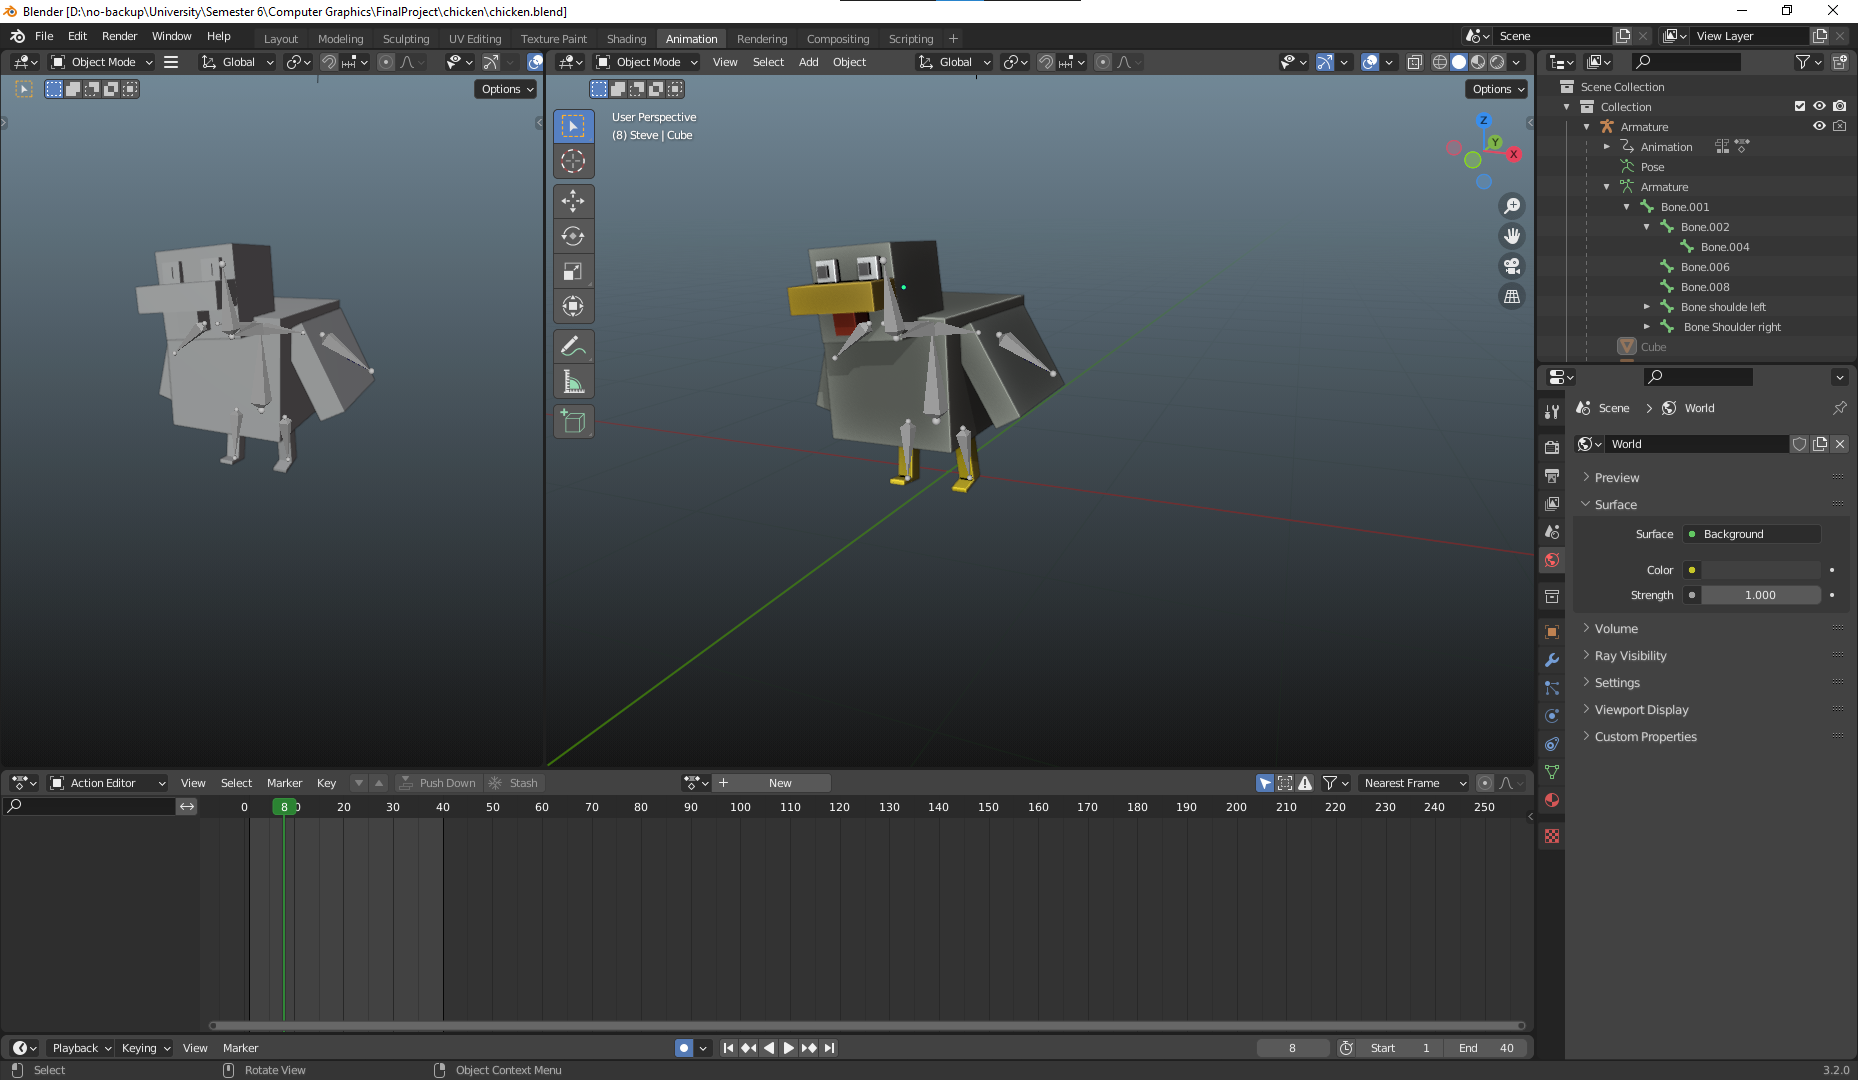 Blender [D:\no-backup\University\Semester 6\Computer Graphics\FinalProject\chicken\chicken.blend]
File Edit Render Window Help Layout Modeling Sculpting UV Editing Texture Paint Shading Animation Rendering Compositing Scripting + Scene View Layer
Object Mode Global Object Mode View Select Add Object Global
Options Options
User Perspective
(8) Steve | Cube
Z
Y
X
Scene Collection
Collection
Armature
Animation
Pose
Armature
Bone.001
Bone.002
Bone.004
Bone.006
Bone.008
Bone shoulde left
Bone Shoulder right
Cube
Scene > World
World
Preview
Surface
Surface Background
Color
Strength 1.000
Volume
Ray Visibility
Settings
Viewport Display
Custom Properties
Action Editor View Select Marker Key Push Down Stash + New Nearest Frame
0 8 20 30 40 50 60 70 80 90 100 110 120 130 140 150 160 170 180 190 200 210 220 230 240 250
Playback Keying View Marker 8 Start 1 End 40
Select Rotate View Object Context Menu 3.2.0